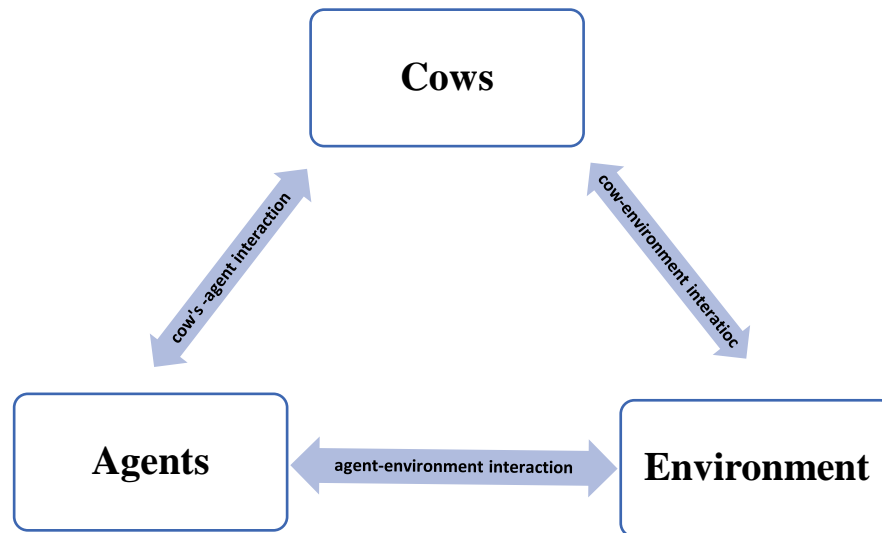 Cows
cow's -agent interaction
cow-environment interatioc
Agents
agent-environment interaction
Environment